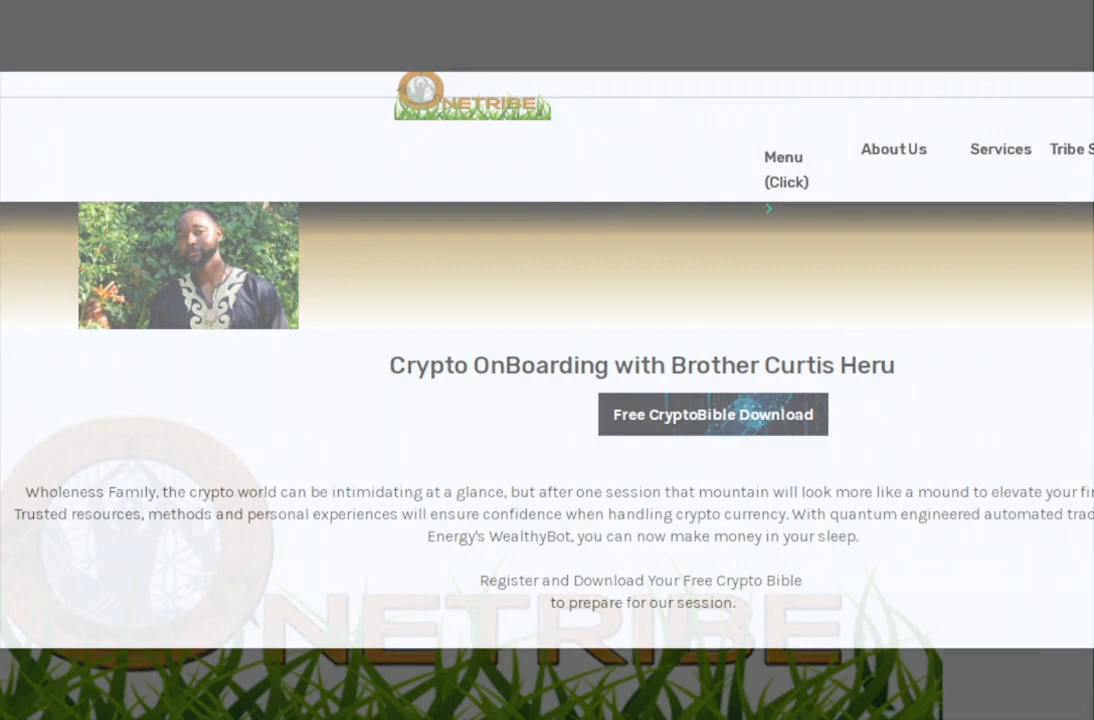 ONETRIBE
Menu
(Click)
About Us
Services
Tribe
Crypto OnBoarding with Brother Curtis Heru
Free CryptoBible Download
Wholeness Family, the crypto world can be intimidating at a glance, but after one session that mountain will look more like a mound to elevate your
Trusted resources, methods and personal experiences will ensure confidence when handling crypto currency. With quantum engineered automated
Energy's WealthyBot, you can now make money in your sleep.
Register and Download Your Free Crypto Bible
to prepare for our session.
ONETRIBE